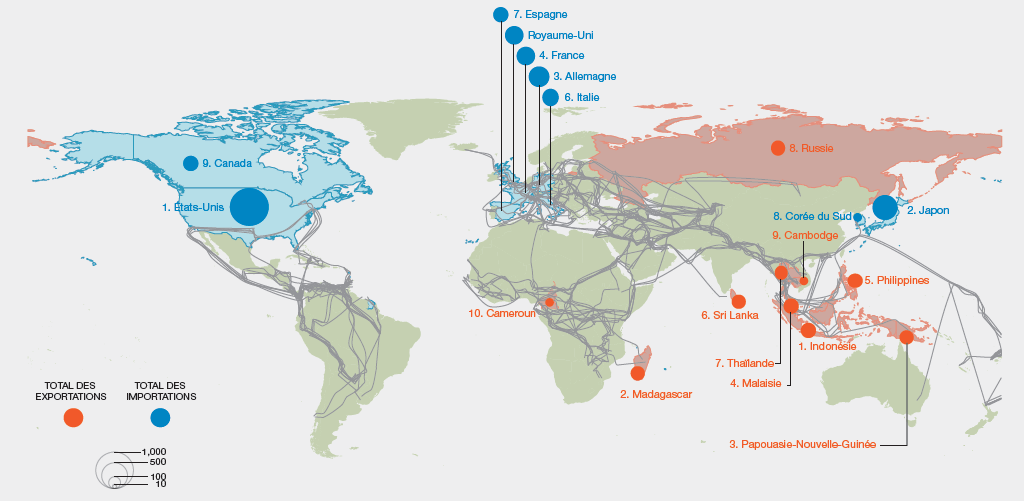 7. Espagne
Royaume-Uni
4. France
3. Allemagne
6. Italie
8. Russie
9. Canada
1. États-Unis
2. Japon
8. Corée du Sud
9. Cambodge
5. Philippines
10. Cameroun
6. Sri Lanka
1. Indonésie
7. Thaïlande
4. Malaisie
2. Madagascar
3. Papouasie-Nouvelle-Guinée
TOTAL DES
EXPORTATIONS
TOTAL DES
IMPORTATIONS
1,000
500
100
10